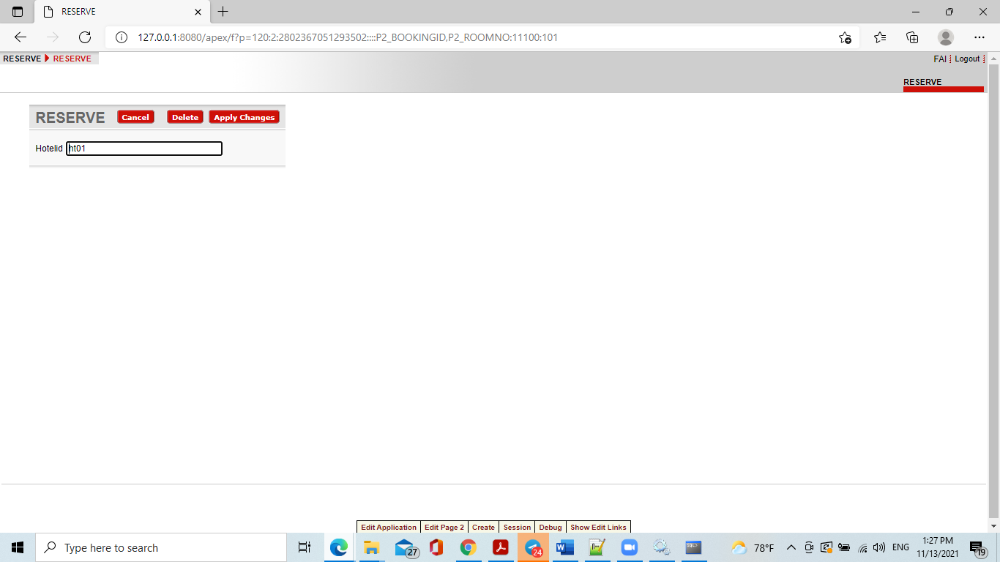 RESERVE
127.0.0.1:8080/apex/f?p=120:2:2802367051293502::::P2_BOOKINGID,P2_ROOMNO:11100:101
RESERVE RESERVE
FAI Logout
RESERVE
RESERVE Cancel Delete Apply Changes
Hotelid ht01
Edit Application Edit Page 2 Create Session Debug Show Edit Links
Type here to search
27
24
SQL>
78°F
ENG
1:27 PM
11/13/2021
19